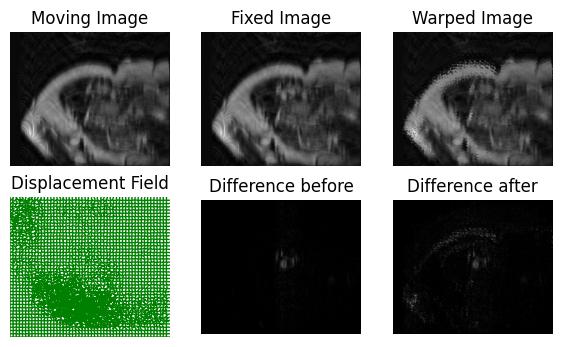 Moving Image
Fixed Image
Warped Image
Displacement Field
Difference before
Difference after